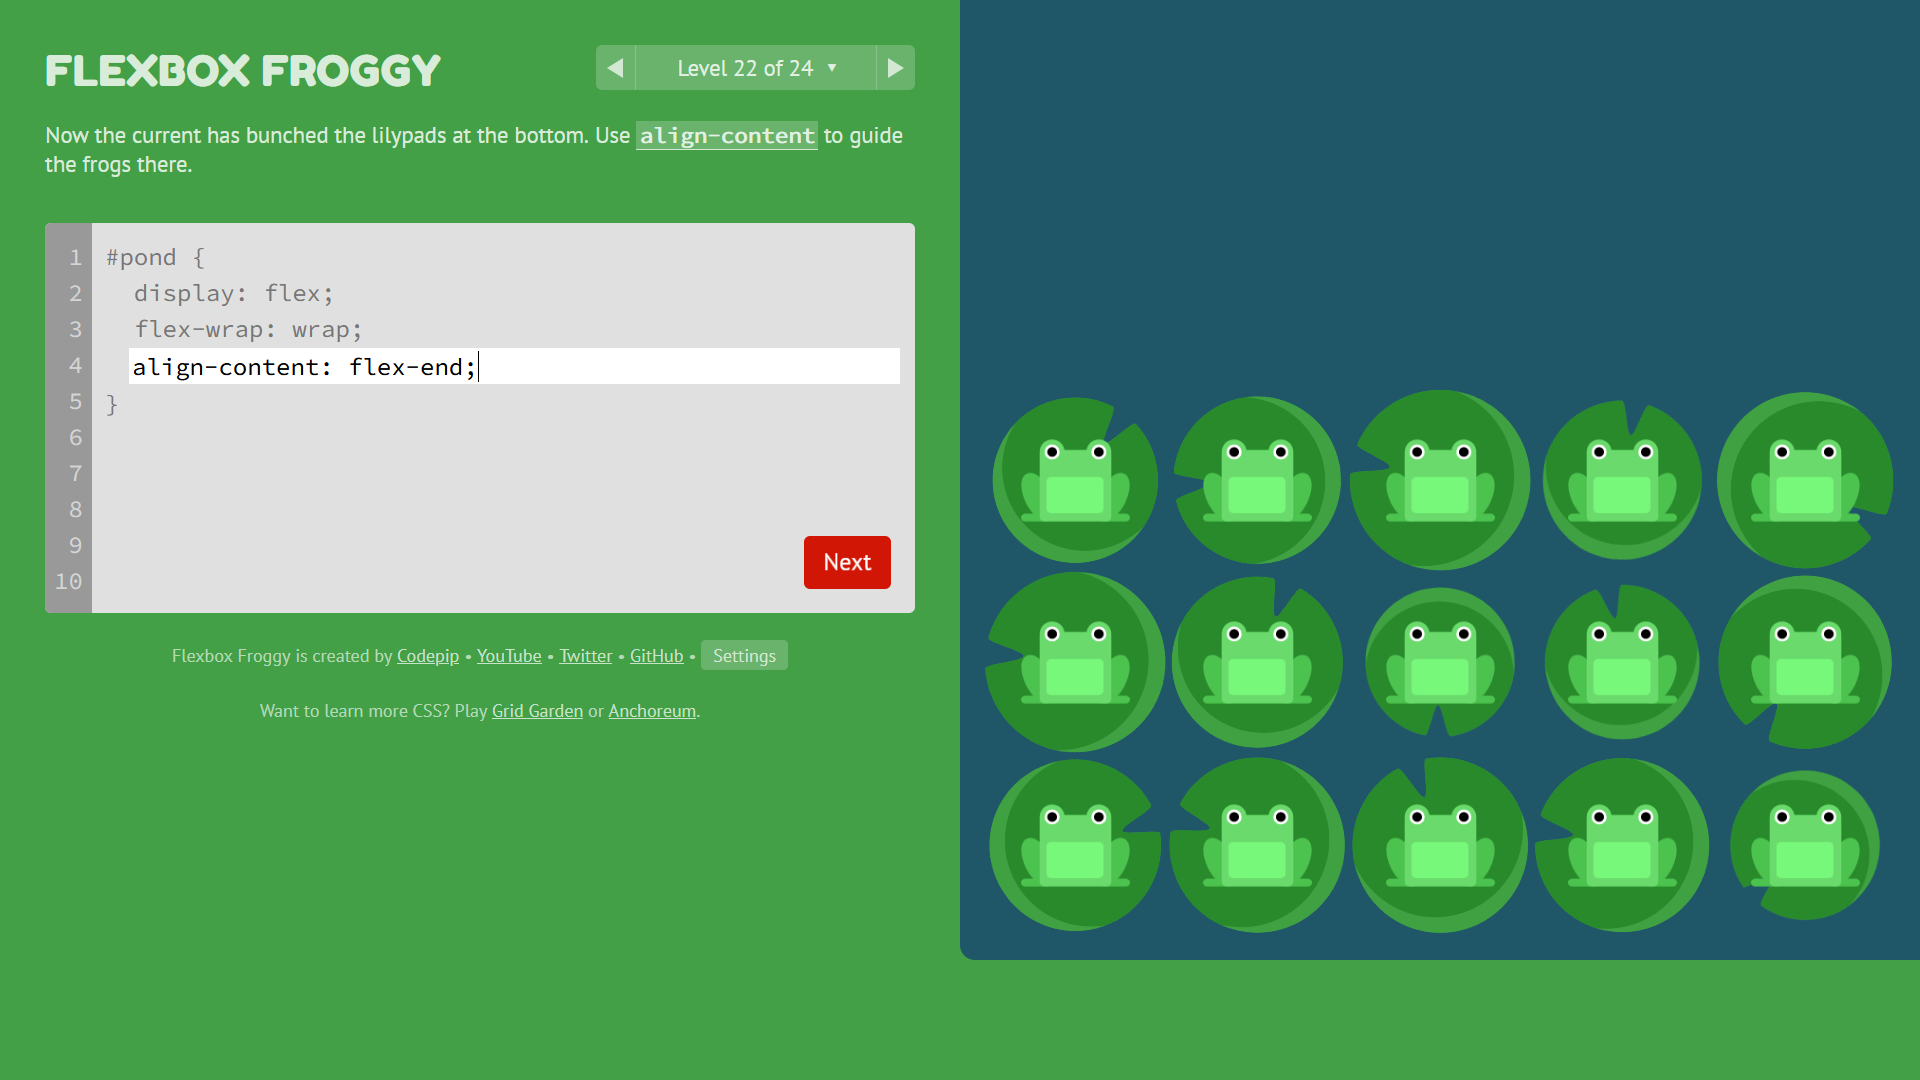 FLEXBOX FROGGY
Level 22 of 24
Now the current has bunched the lilypads at the bottom. Use align-content to guide
the frogs there.
1 #pond {
2 display: flex;
3 flex-wrap: wrap;
4 align-content: flex-end;
5 }
6
7
8
9
10
Next
Flexbox Froggy is created by Codepip • YouTube • Twitter • GitHub • Settings
Want to learn more CSS? Play Grid Garden or Anchoreum.